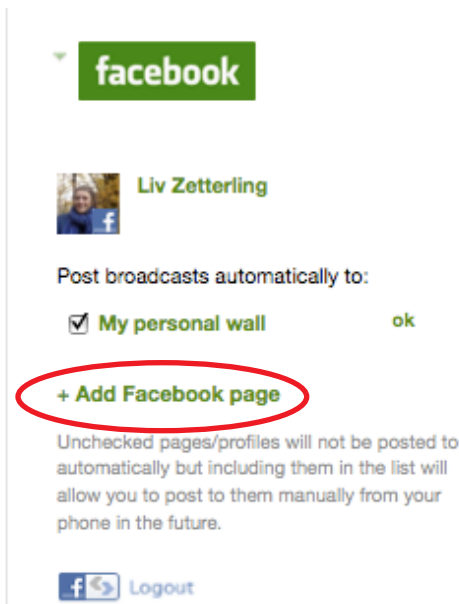 facebook
Liv Zetterling
Post broadcasts automatically to:
My personal wall ok
+ Add Facebook page
Unchecked pages/profiles will not be posted to
automatically but including them in the list will
allow you to post to them manually from your
phone in the future.
Logout